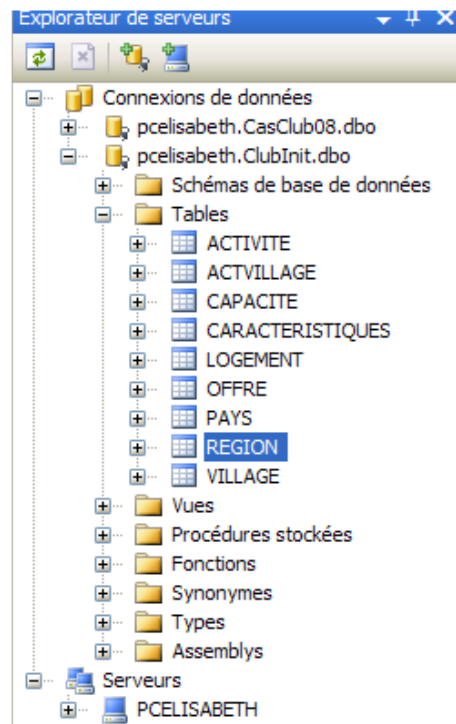 Explorateur de serveurs
Connexions de données
pcelisabeth.CasClub08.dbo
pcelisabeth.ClubInit.dbo
Schémas de base de données
Tables
ACTIVITE
ACTVILLAGE
CAPACITE
CARACTERISTIQUES
LOGEMENT
OFFRE
PAYS
REGION
VILLAGE
Vues
Procédures stockées
Fonctions
Synonymes
Types
Assemblys
Serveurs
PCELISABETH